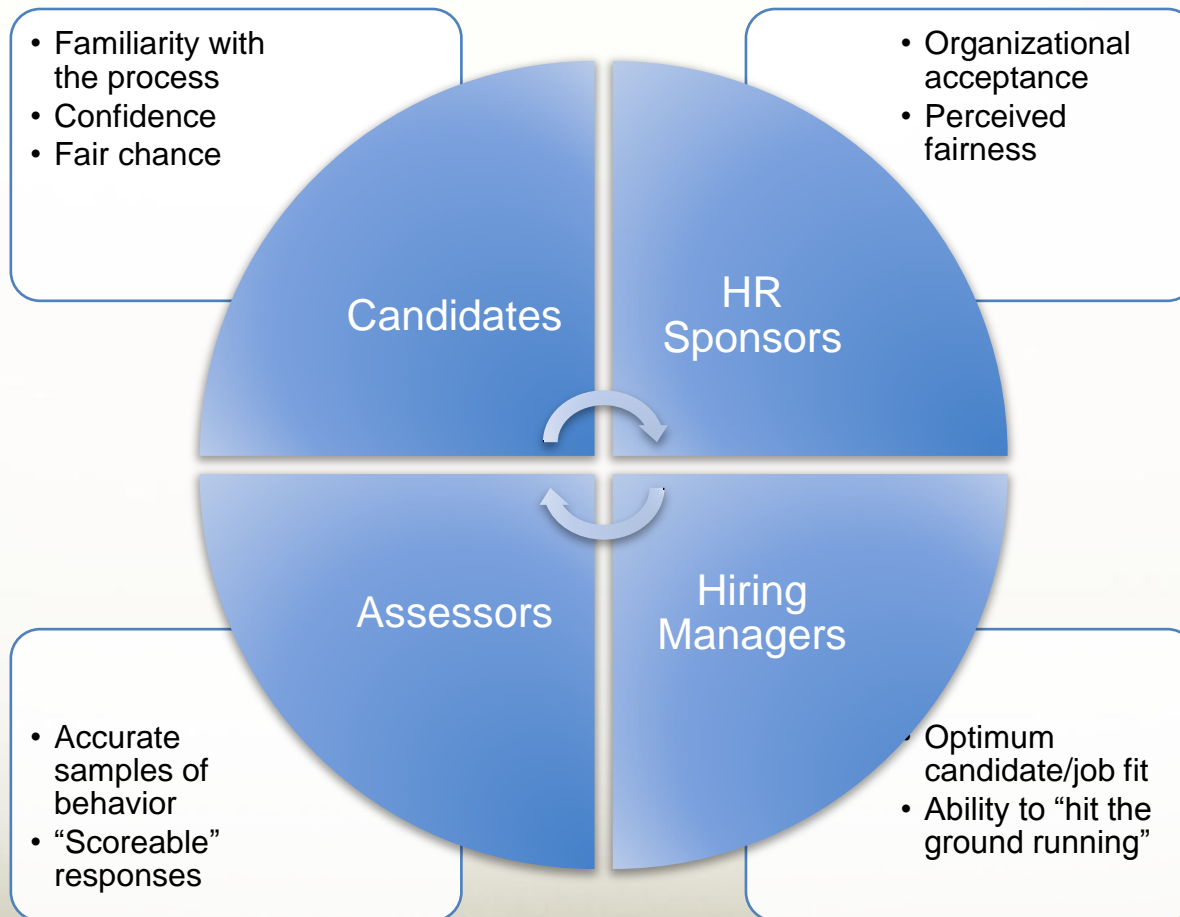 • Familiarity with
the process
• Confidence
• Fair chance
• Organizational
acceptance
• Perceived
fairness
Candidates
HR
Sponsors
Assessors
Hiring
Managers
• Accurate
samples of
behavior
• “Scoreable”
responses
• Optimum
candidate/job fit
• Ability to “hit the
ground running”